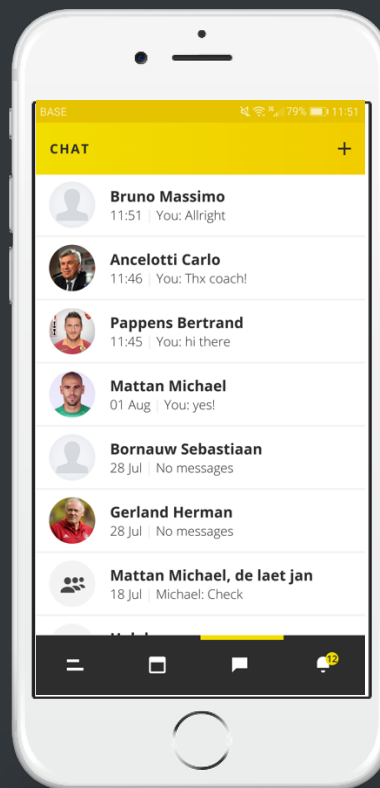 BASE 79% 11:51
CHAT +
Bruno Massimo
11:51 | You: Allright
Ancelotti Carlo
11:46 | You: Thx coach!
Pappens Bertrand
11:45 | You: hi there
Mattan Michael
01 Aug | You: yes!
Bornauw Sebastiaan
28 Jul | No messages
Gerland Herman
28 Jul | No messages
Mattan Michael, de laet jan
18 Jul | Michael: Check
12